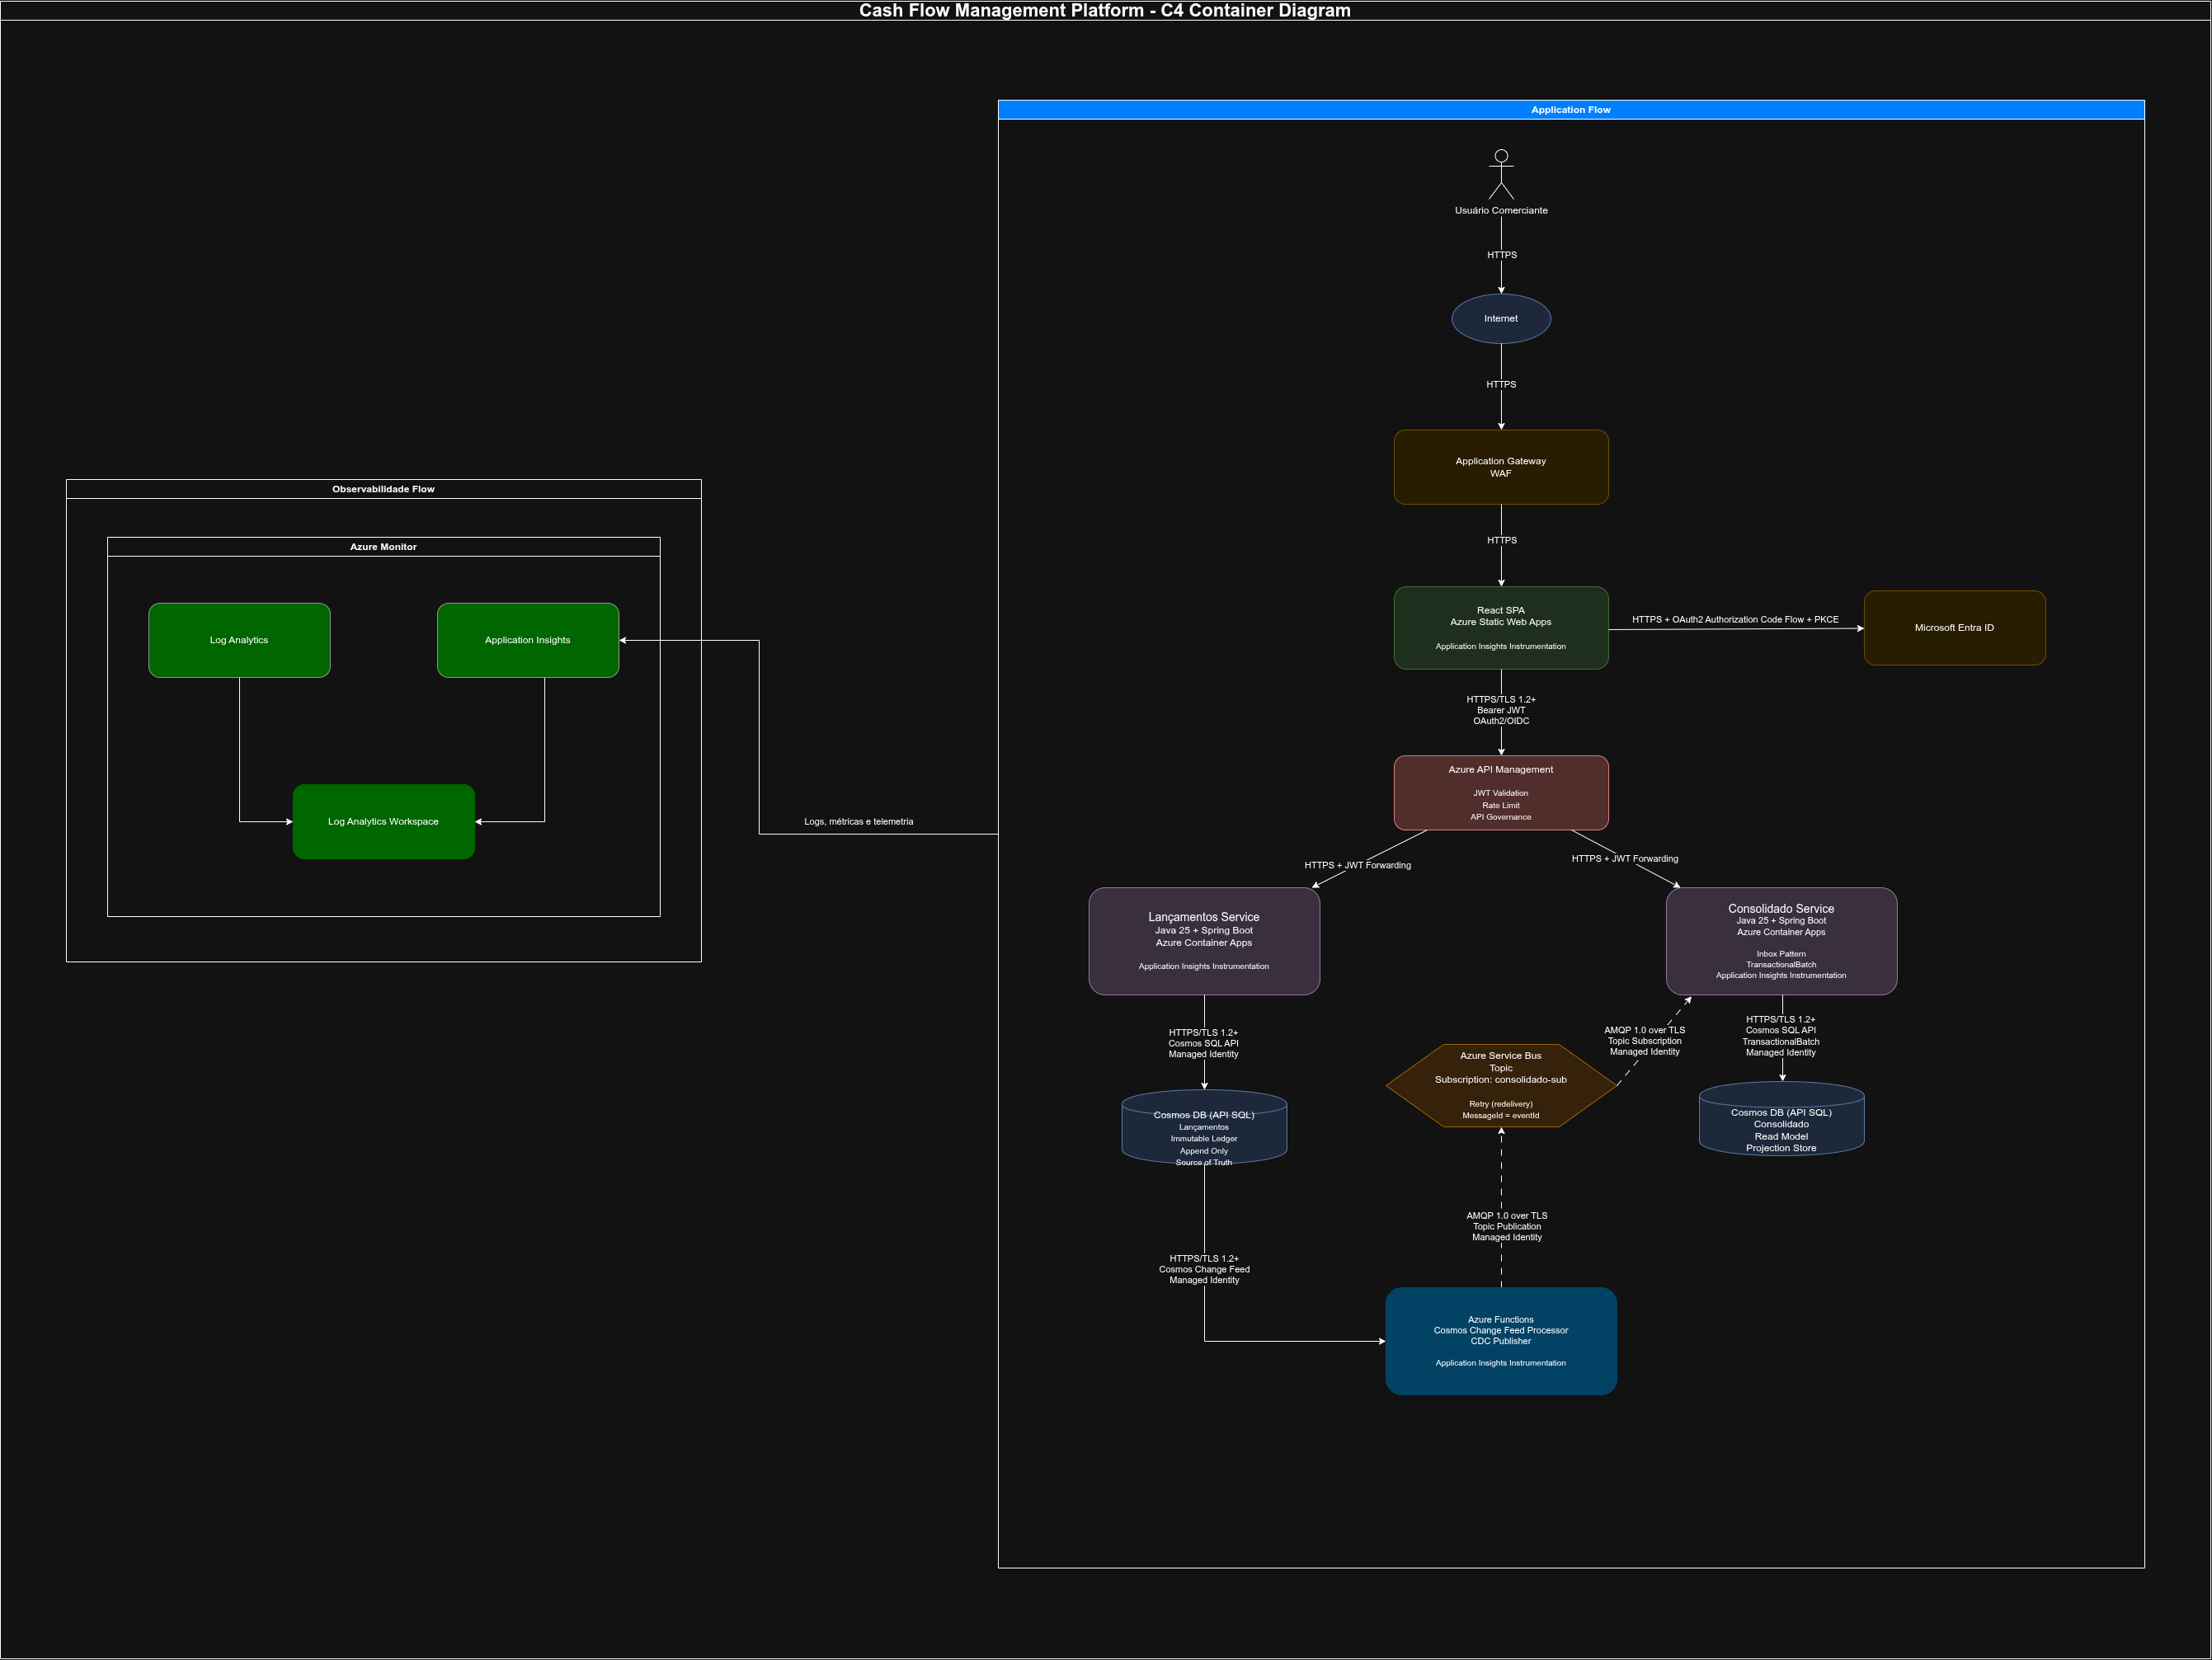 Cash Flow Management Platform - C4 Container Diagram
Application Flow
Usuário Comerciante
HTTPS
Internet
HTTPS
Application Gateway
WAF
HTTPS
React SPA
Azure Static Web Apps
Application Insights Instrumentation
HTTPS + OAuth2 Authorization Code Flow + PKCE
Microsoft Entra ID
HTTPS/TLS 1.2+
Bearer JWT
OAuth2/OIDC
Azure API Management
JWT Validation
Rate Limit
API Governance
HTTPS + JWT Forwarding
HTTPS + JWT Forwarding
Lançamentos Service
Java 25 + Spring Boot
Azure Container Apps
Application Insights Instrumentation
Consolidado Service
Java 25 + Spring Boot
Azure Container Apps
Inbox Pattern
TransactionalBatch
Application Insights Instrumentation
HTTPS/TLS 1.2+
Cosmos SQL API
Managed Identity
AMQP 1.0 over TLS
Topic Subscription
Managed Identity
HTTPS/TLS 1.2+
Cosmos SQL API
TransactionalBatch
Managed Identity
Cosmos DB (API SQL)
Lançamentos
Immutable Ledger
Append Only
Source of Truth
Azure Service Bus
Topic
Subscription: consolidado-sub
Retry (redelivery)
MessageId = eventId
Cosmos DB (API SQL)
Consolidado
Read Model
Projection Store
AMQP 1.0 over TLS
Topic Publication
Managed Identity
HTTPS/TLS 1.2+
Cosmos Change Feed
Managed Identity
Azure Functions
Cosmos Change Feed Processor
CDC Publisher
Application Insights Instrumentation
Observabilidade Flow
Azure Monitor
Log Analytics
Application Insights
Log Analytics Workspace
Logs, métricas e telemetria